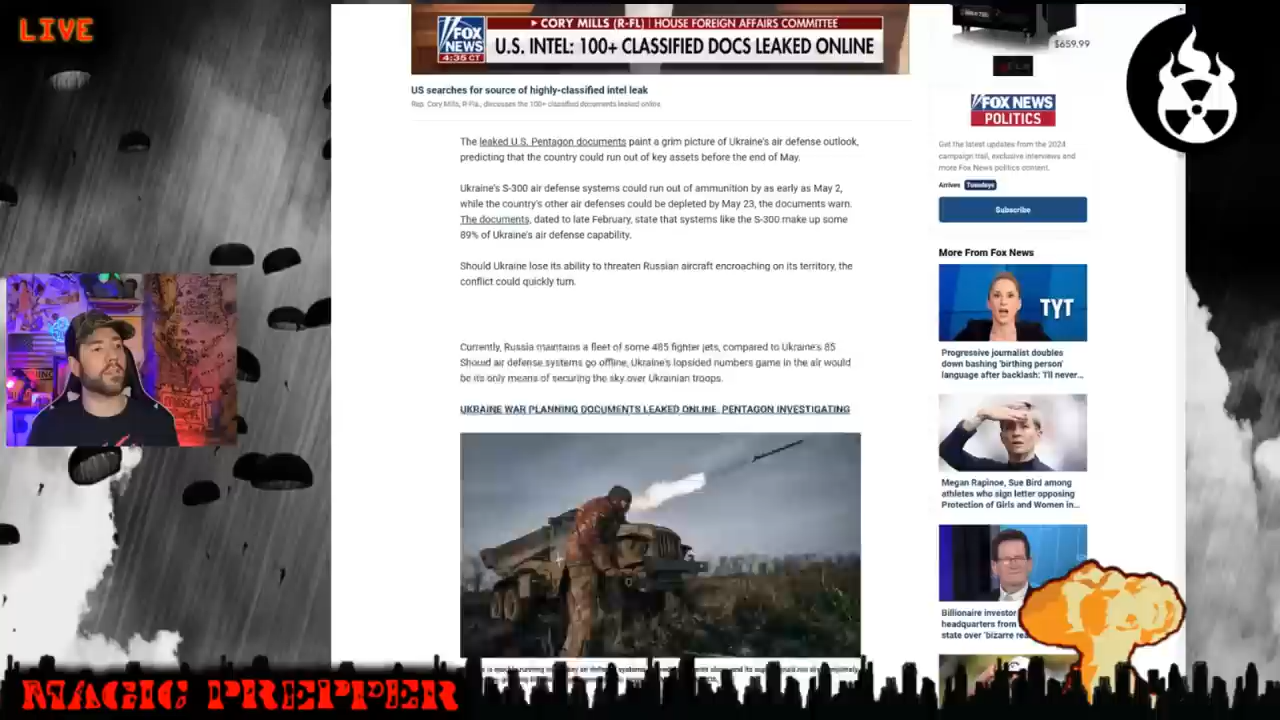 LIVE
FOX
NEWS
4:35 CT
▸ CORY MILLS (R-FL) | HOUSE FOREIGN AFFAIRS COMMITTEE
U.S. INTEL: 100+ CLASSIFIED DOCS LEAKED ONLINE
US searches for source of highly-classified intel leak
Rep. Cory Mills, R-Fla., discusses the 100+ classified documents leaked online
The leaked U.S. Pentagon documents paint a grim picture of Ukraine's air defense outlook,
predicting that the country could run out of key assets before the end of May.
Ukraine's S-300 air defense systems could run out of ammunition by as early as May 2,
while the country's other air defenses could be depleted by May 23, the documents warn.
The documents, dated to late February, state that systems like the S-300 make up some
89% of Ukraine's air defense capability.
Should Ukraine lose its ability to threaten Russian aircraft encroaching on its territory, the
conflict could quickly turn.
Currently, Russia maintains a fleet of some 485 fighter jets, compared to Ukraine's 85
Should air defense systems go offline, Ukraine's lopsided numbers game in the air would
be its only means of securing the sky over Ukrainian troops.
UKRAINE WAR PLANNING DOCUMENTS LEAKED ONLINE, PENTAGON INVESTIGATING
$659.99
FOX NEWS
POLITICS
Get the latest updates from the 2024
campaign trail, exclusive interviews and
more Fox News politics content.
Arrives Tuesdays
Subscribe
More From Fox News
TYT
Progressive journalist doubles
down bashing 'birthing person'
language after backlash: 'I'll never...
Megan Rapinoe, Sue Bird among
athletes who sign letter opposing
Protection of Girls and Women in...
Billionaire investor
headquarters from
state over 'bizarre
MAGIC PREPPER